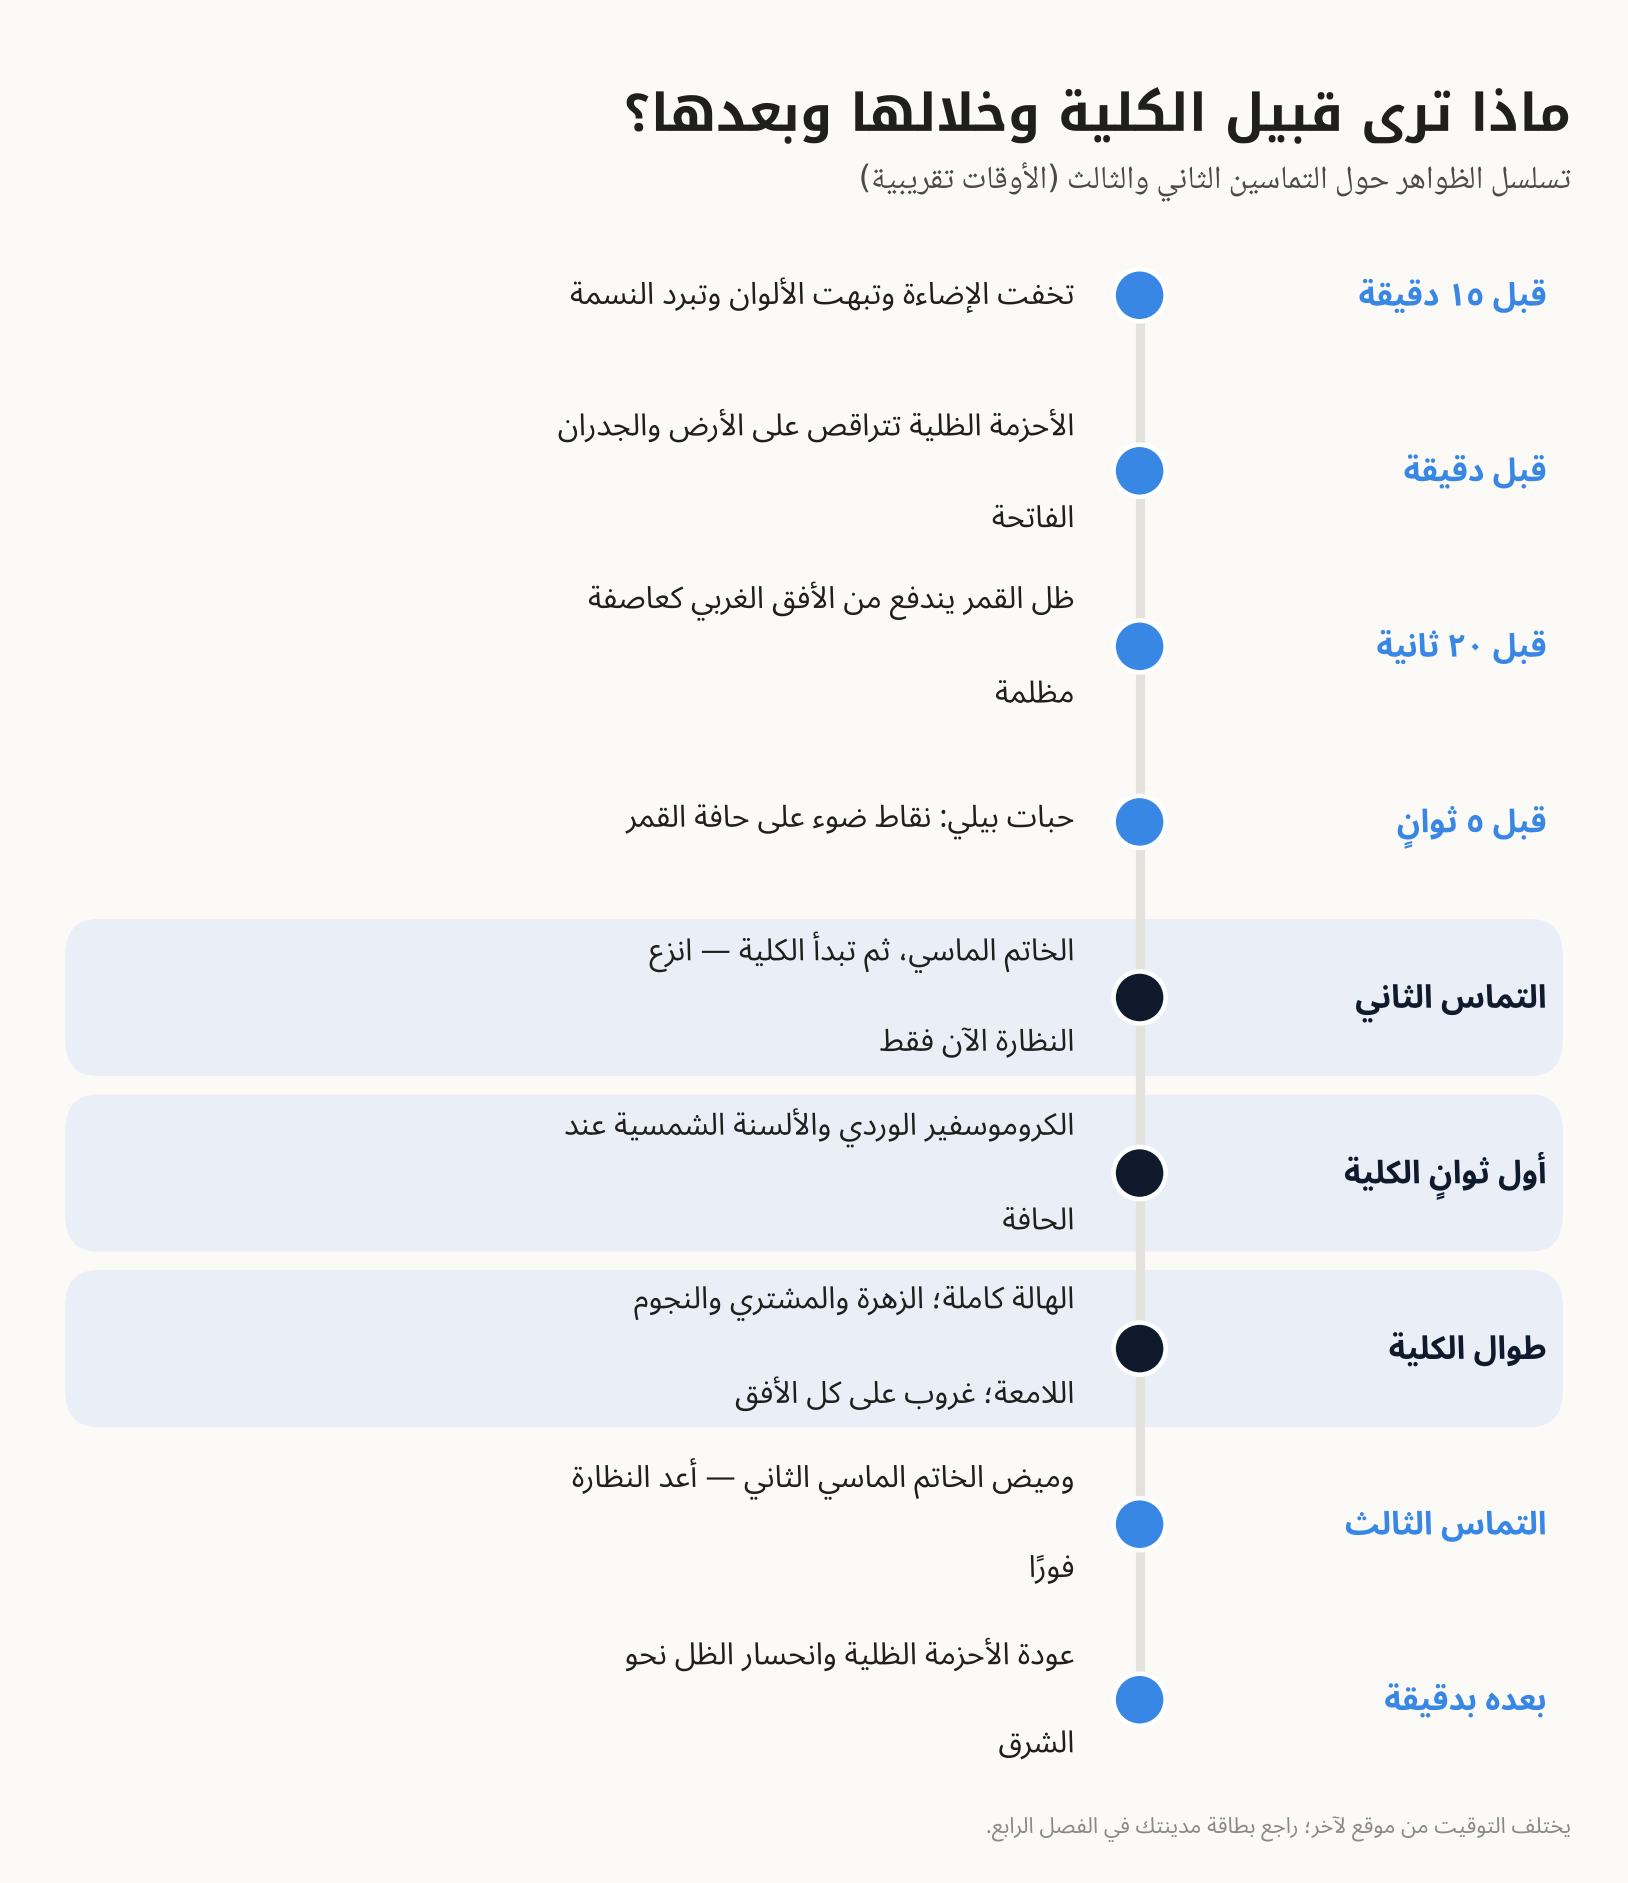 ماذا ترى قبيل الكلية وخلالها وبعدها؟
تسلسل الظواهر حول التماسين الثاني والثالث (الأوقات تقريبية)
قبل ١٥ دقيقة
تخفت الإضاءة وتبهت الألوان وتبرد النسمة
قبل دقيقة
الأحزمة الظلية تتراقص على الأرض والجدران
الفاتحة
قبل ٢٠ ثانية
ظل القمر يندفع من الأفق الغربي كعاصفة
مظلمة
قبل ٥ ثوانٍ
حبات بيلي: نقاط ضوء على حافة القمر
التماس الثاني
الخاتم الماسي، ثم تبدأ الكلية — انزع
النظارة الآن فقط
أول ثوانٍ الكلية
الكروموسفير الوردي والألسنة الشمسية عند
الحافة
طوال الكلية
الهالة كاملة؛ الزهرة والمشتري والنجوم
اللامعة؛ غروب على كل الأفق
التماس الثالث
وميض الخاتم الماسي الثاني — أعد النظارة
فورًا
بعده بدقيقة
عودة الأحزمة الظلية وانحسار الظل نحو
الشرق
يختلف التوقيت من موقع لآخر؛ راجع بطاقة مدينتك في الفصل الرابع.